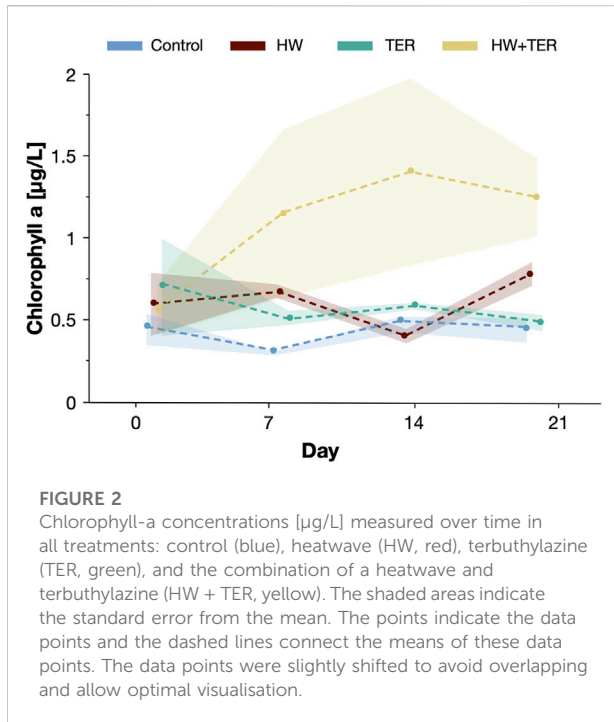 Control HW TER HW+TER
2
1.5
1
0.5
0
Chlorophyll a [µg/L]
0 7 14 21
Day
FIGURE 2
Chlorophyll-a concentrations [µg/L] measured over time in
all treatments: control (blue), heatwave (HW, red), terbuthylazine
(TER, green), and the combination of a heatwave and
terbuthylazine (HW + TER, yellow). The shaded areas indicate
the standard error from the mean. The points indicate the data
points and the dashed lines connect the means of these data
points. The data points were slightly shifted to avoid overlapping
and allow optimal visualisation.